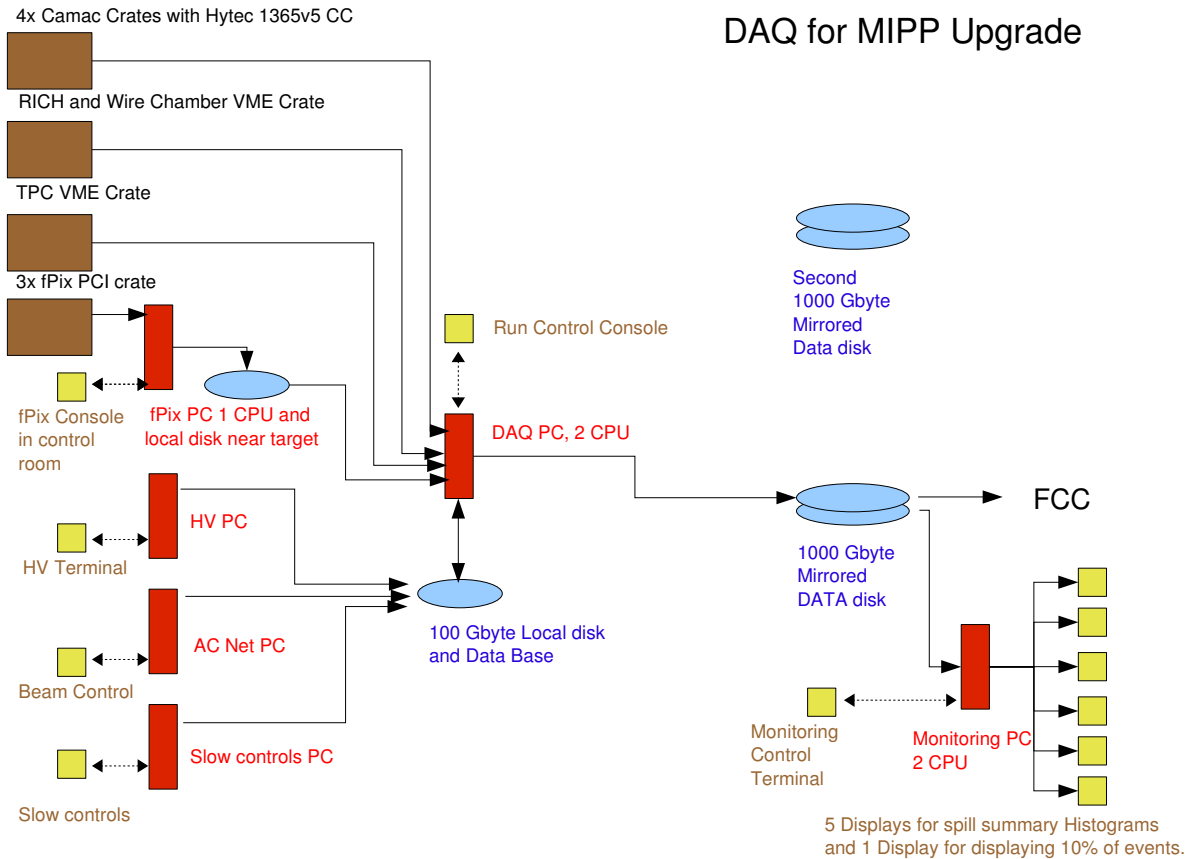 4x Camac Crates with Hytec 1365v5 CC
DAQ for MIPP Upgrade
RICH and Wire Chamber VME Crate
TPC VME Crate
3x fPix PCI crate
Second
1000 Gbyte
Mirrored
Data disk
Run Control Console
fPix Console
in control
room
fPix PC 1 CPU and
local disk near target
DAQ PC, 2 CPU
HV PC
HV Terminal
FCC
1000 Gbyte
Mirrored
DATA disk
100 Gbyte Local disk
and Data Base
AC Net PC
Beam Control
Slow controls PC
Slow controls
Monitoring
Control
Terminal
Monitoring PC
2 CPU
5 Displays for spill summary Histograms
and 1 Display for displaying 10% of events.